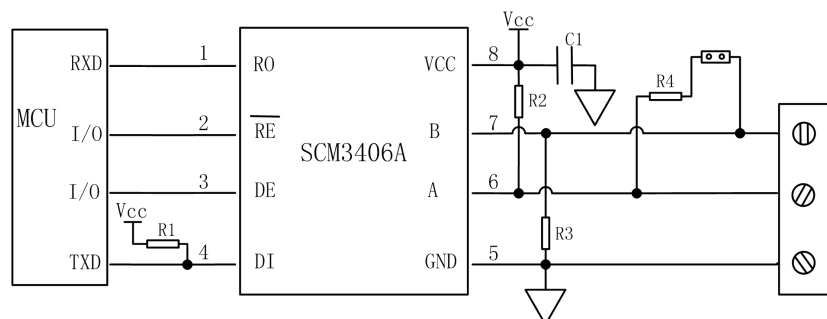 Vcc
C1
RXD
1
RO
VCC
8
R4
MCU
R2
I/O
2
RE
B
7
SCM3406A
I/O
3
DE
A
6
Vcc
R1
R3
TXD
4
DI
GND
5